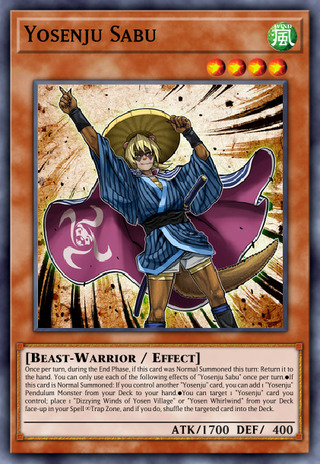 Yosenju Sabu
WIND
風
[Beast-Warrior / Effect]
Once per turn, during the End Phase, if this card was Normal Summoned this turn: Return it to
the hand. You can only use each of the following effects of "Yosenju Sabu" once per turn.●If
this card is Normal Summoned: If you control another "Yosenju" card, you can add 1 "Yosenju"
Pendulum Monster from your Deck to your hand.●You can target 1 "Yosenju" card you
control; place 1 "Dizzying Winds of Yosen Village" or "Yosen Whirlwind" from your Deck
face-up in your Spell & Trap Zone, and if you do, shuffle the targeted card into the Deck.
ATK/1700 DEF/ 400